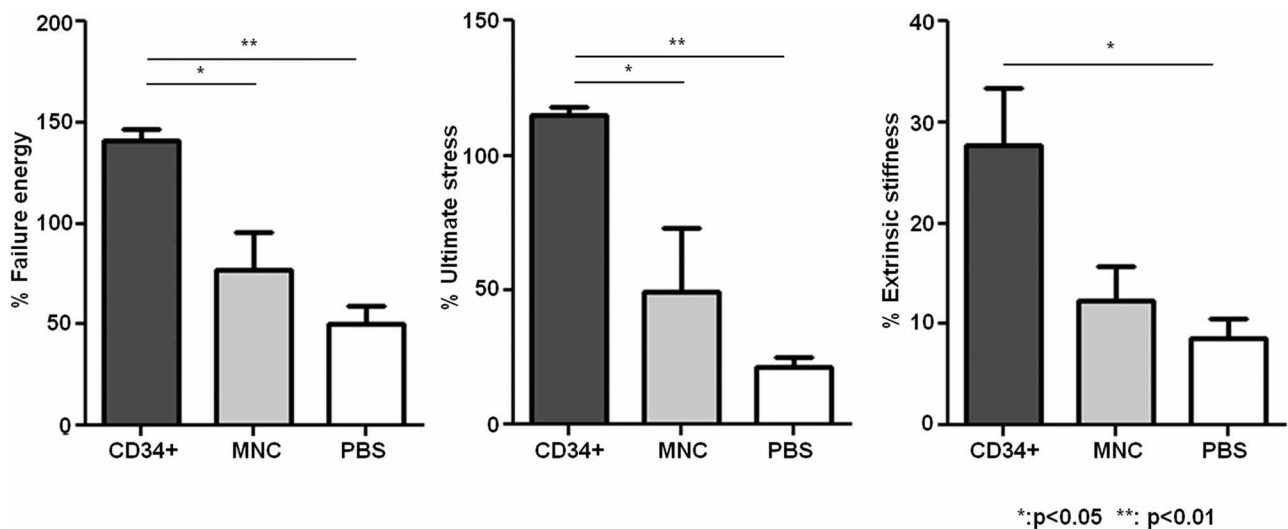 % Failure energy
200
150
100
50
0
**
*
CD34+ MNC PBS
% Ultimate stress
150
100
50
0
**
*
CD34+ MNC PBS
% Extrinsic stiffness
40
30
20
10
0
*
CD34+ MNC PBS
*:p<0.05 **: p<0.01